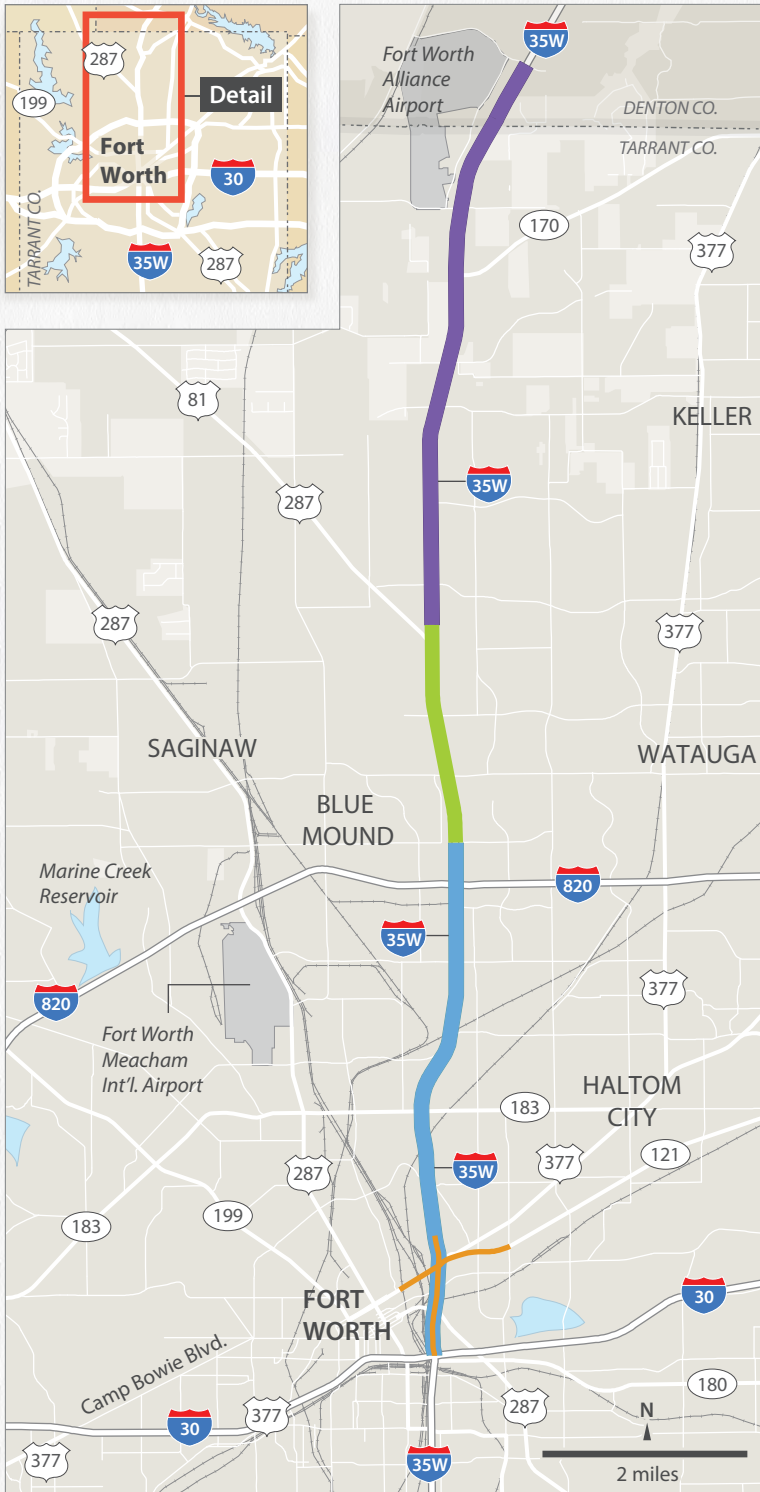 287
199
Detail
Fort
Worth
30
TARRANT CO.
35W
287
Fort Worth
Alliance
Airport
35W
DENTON CO.
TARRANT CO.
170
377
81
KELLER
35W
287
287
377
SAGINAW
WATAUGA
BLUE
MOUND
Marine Creek
Reservoir
820
35W
377
820
Fort Worth
Meacham
Int'l. Airport
HALTOM
CITY
183
377
121
287
35W
183
199
30
FORT
WORTH
Camp Bowie Blvd.
180
377
287
30
N
377
35W
2 miles